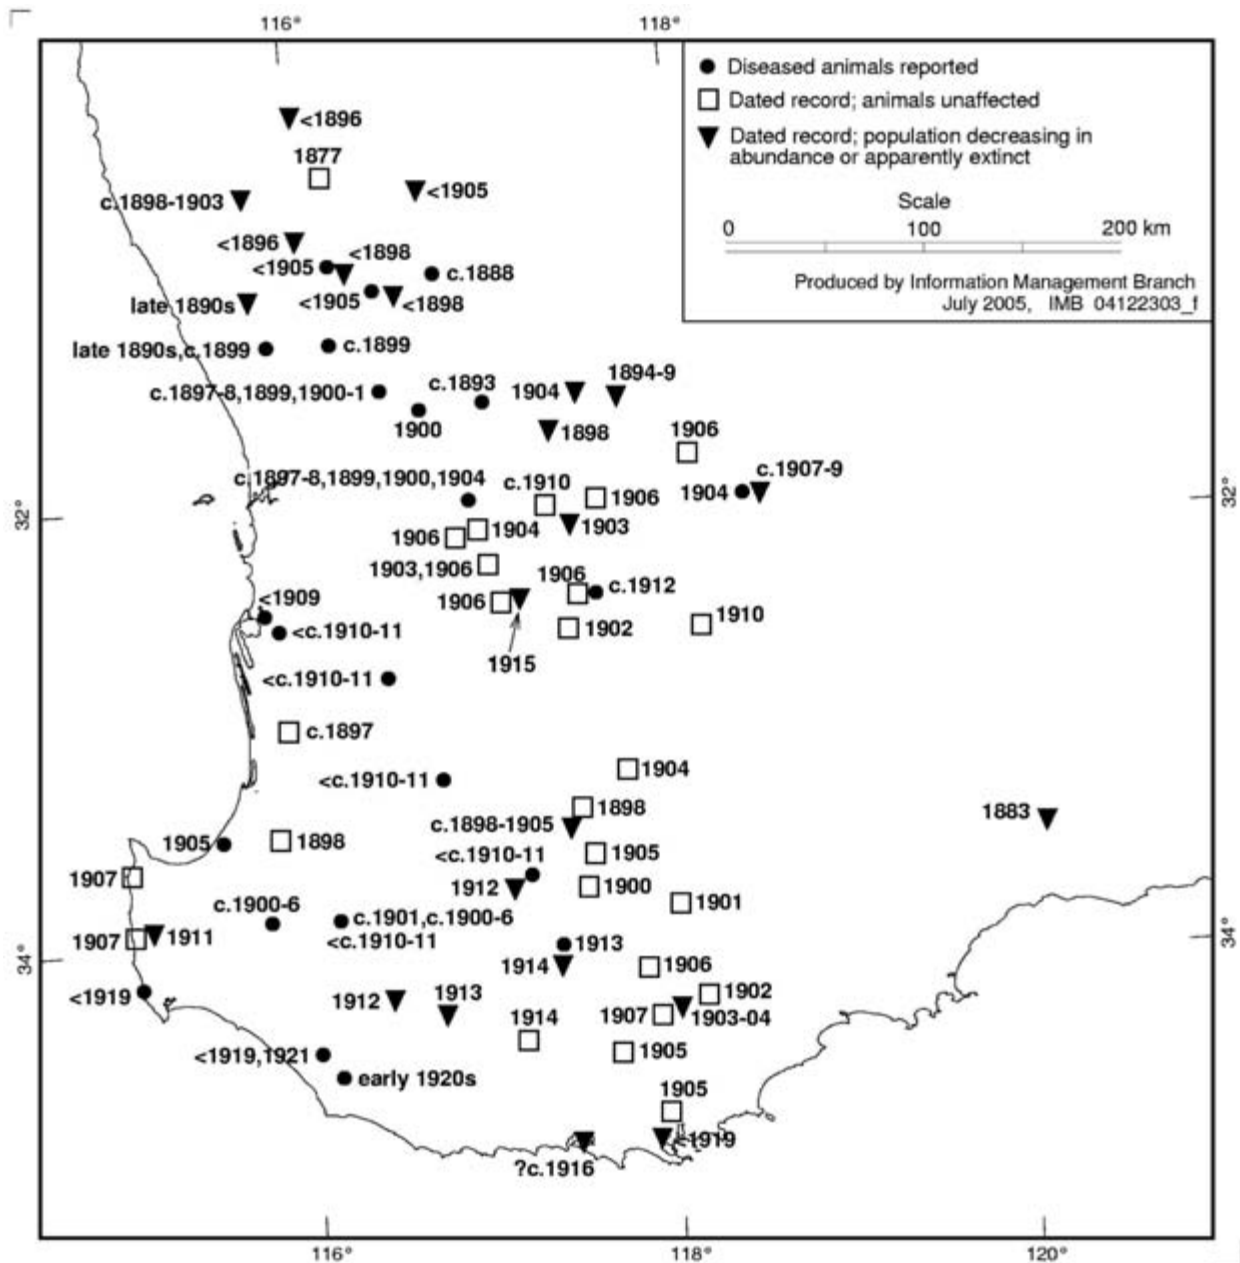 116°
118°
Diseased animals reported
Dated record; animals unaffected
Dated record; population decreasing in
abundance or apparently extinct
Scale
0 100 200 km
Produced by Information Management Branch
July 2005, IMB 04122303_f
<1896
1877
<1905
c.1898-1903
<1896
<1898
<1905
c.1888
<1905
<1898
late 1890s
late 1890s,c.1899
c.1899
c.1897-8,1899,1900-1
c.1893
1900
1904
1894-9
1898
1906
c.1897-8,1899,1900,1904
c.1910
1906
1904
c.1907-9
32°
32°
1906
1904
1903
1903,1906
1906
c.1912
<1909
1906
1902
1910
<c.1910-11
1915
<c.1910-11
c.1897
1904
<c.1910-11
1898
1883
c.1898-1905
1905
1898
<c.1910-11
1905
1907
1912
1900
1901
c.1900-6
c.1901,c.1900-6
<c.1910-11
1907
1911
1913
34°
34°
1914
1906
<1919
1912
1913
1902
1907
1903-04
1914
1905
<1919,1921
early 1920s
1905
<1919
?c.1916
116°
118°
120°